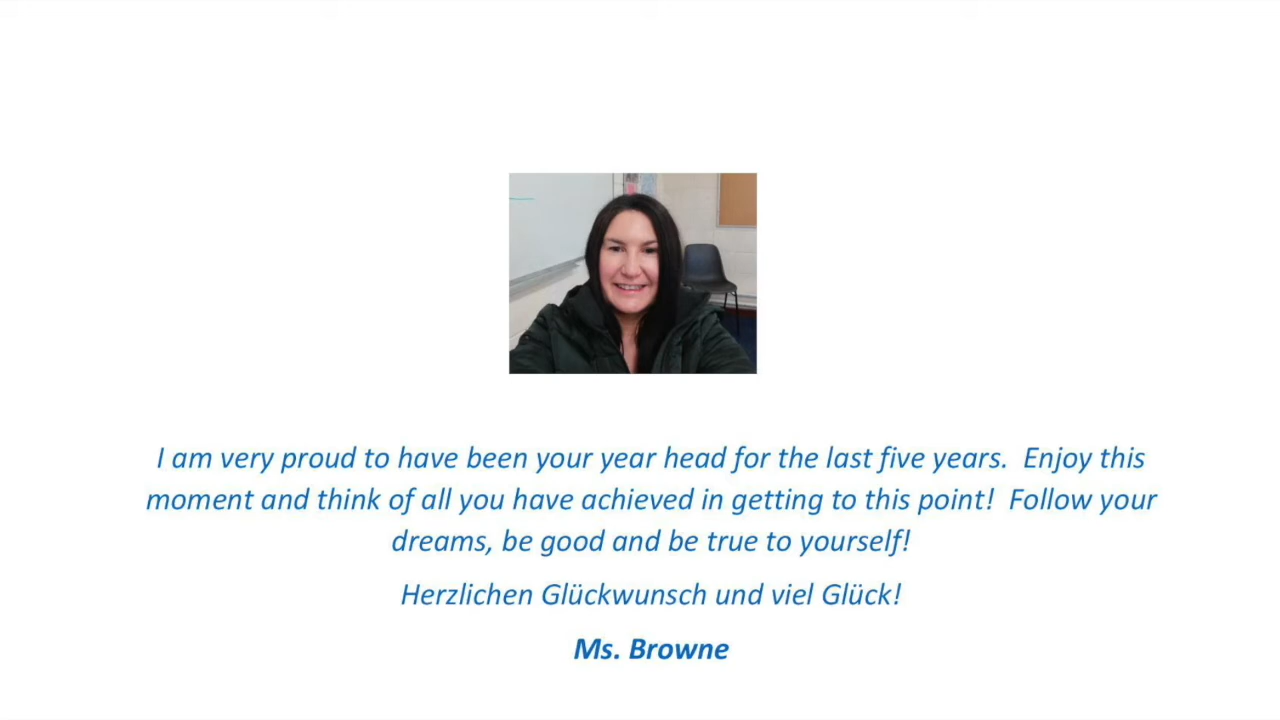 I am very proud to have been your year head for the last five years.  Enjoy this
moment and think of all you have achieved in getting to this point!  Follow your
dreams, be good and be true to yourself!
Herzlichen Glückwunsch und viel Glück!
Ms. Browne